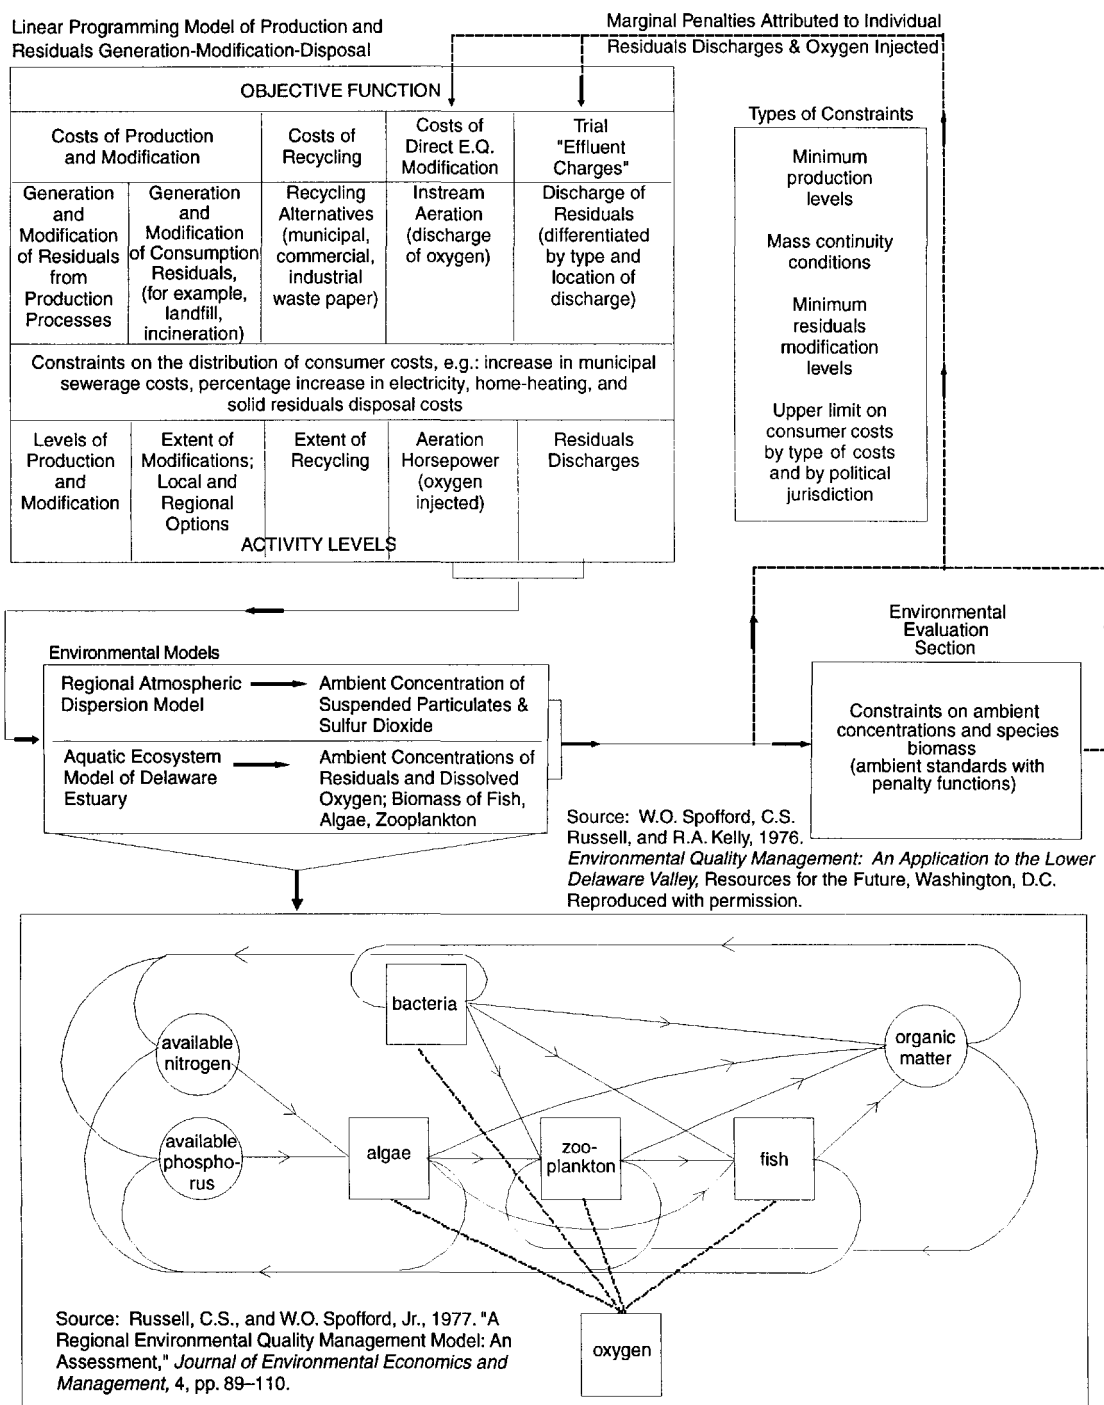 Linear Programming Model of Production and
Residuals Generation-Modification-Disposal
Marginal Penalties Attributed to Individual
Residuals Discharges & Oxygen Injected
OBJECTIVE FUNCTION
Costs of Production
and Modification
Costs of
Recycling
Costs of
Direct E.Q.
Modification
Trial
"Effluent
Charges"
Generation
and
Modification
of Residuals
from
Production
Processes
Generation
and
Modification
of Consumption
Residuals,
(for example,
landfill,
incineration)
Recycling
Alternatives
(municipal,
commercial,
industrial
waste paper)
Instream
Aeration
(discharge
of oxygen)
Discharge of
Residuals
(differentiated
by type and
location of
discharge)
Constraints on the distribution of consumer costs, e.g.: increase in municipal
sewerage costs, percentage increase in electricity, home-heating, and
solid residuals disposal costs
Levels of
Production
and
Modification
Extent of
Modifications;
Local and
Regional
Options
Extent of
Recycling
Aeration
Horsepower
(oxygen
injected)
Residuals
Discharges
ACTIVITY LEVELS
Types of Constraints
Minimum
production
levels
Mass continuity
conditions
Minimum
residuals
modification
levels
Upper limit on
consumer costs
by type of costs
and by political
jurisdiction
Environmental Models
Regional Atmospheric
Dispersion Model
Ambient Concentration of
Suspended Particulates &
Sulfur Dioxide
Aquatic Ecosystem
Model of Delaware
Estuary
Ambient Concentrations of
Residuals and Dissolved
Oxygen; Biomass of Fish,
Algae, Zooplankton
Environmental
Evaluation
Section
Constraints on ambient
concentrations and species
biomass
(ambient standards with
penalty functions)
Source: W.O. Spofford, C.S.
Russell, and R.A. Kelly, 1976.
Environmental Quality Management: An Application to the Lower
Delaware Valley, Resources for the Future, Washington, D.C.
Reproduced with permission.
bacteria
available
nitrogen
organic
matter
available
phospho-
rus
algae
zoo-
plankton
fish
oxygen
Source: Russell, C.S., and W.O. Spofford, Jr., 1977. "A
Regional Environmental Quality Management Model: An
Assessment," Journal of Environmental Economics and
Management, 4, pp. 89–110.